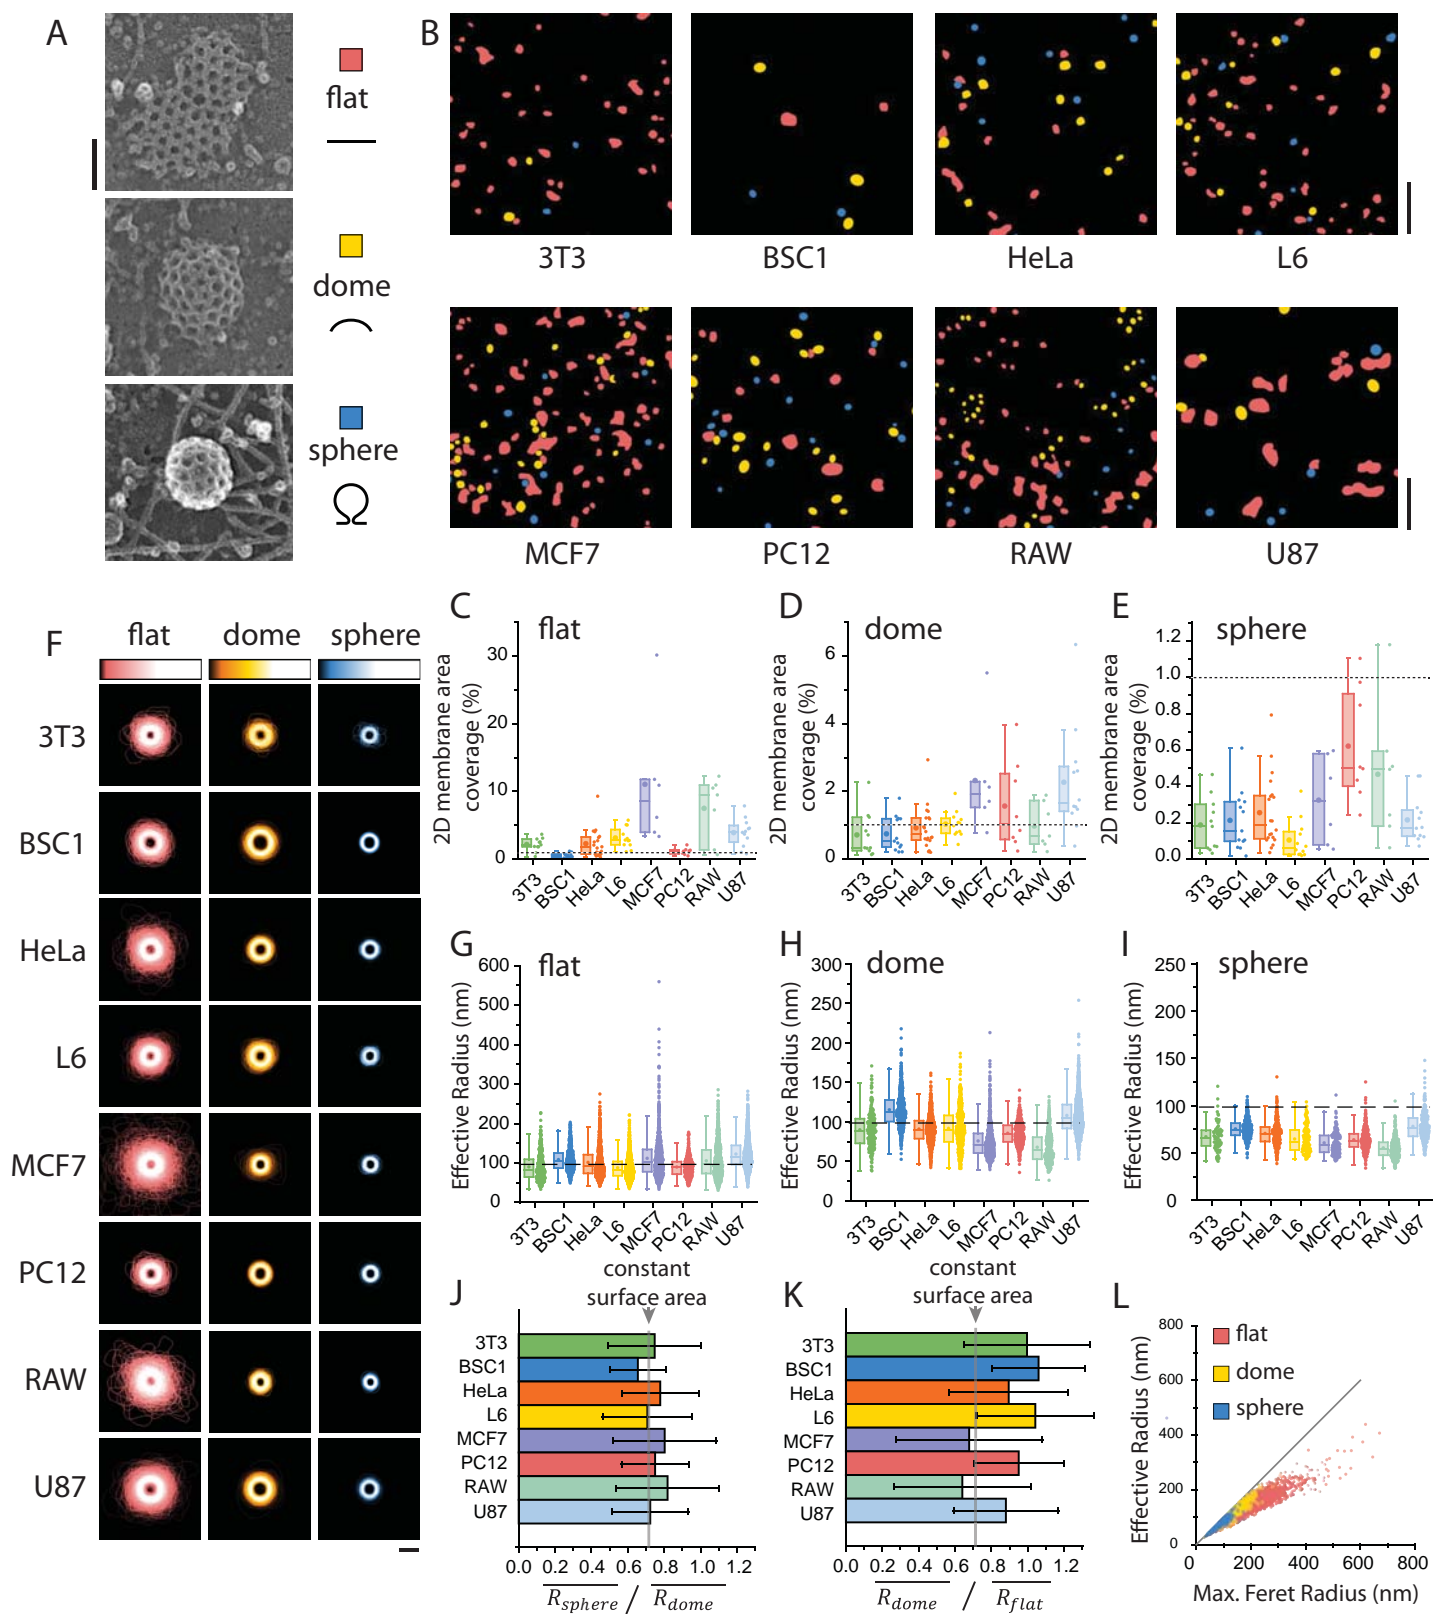 A
flat
dome
sphere
B
3T3
BSC1
HeLa
L6
MCF7
PC12
RAW
U87
F
flat
dome
sphere
3T3
BSC1
HeLa
L6
MCF7
PC12
RAW
U87
C
flat
2D membrane area
coverage (%)
30
20
10
0
3T3
BSC1
HeLa
L6
MCF7
PC12
RAW
U87
D
dome
2D membrane area
coverage (%)
6
4
2
0
3T3
BSC1
HeLa
L6
MCF7
PC12
RAW
U87
E
sphere
2D membrane area
coverage (%)
1.2
1.0
0.8
0.6
0.4
0.2
0.0
3T3
BSC1
HeLa
L6
MCF7
PC12
RAW
U87
G
flat
Effective Radius (nm)
600
500
400
300
200
100
0
3T3
BSC1
HeLa
L6
MCF7
PC12
RAW
U87
H
dome
Effective Radius (nm)
300
250
200
150
100
50
0
3T3
BSC1
HeLa
L6
MCF7
PC12
RAW
U87
I
sphere
Effective Radius (nm)
250
200
150
100
50
0
3T3
BSC1
HeLa
L6
MCF7
PC12
RAW
U87
J
constant
surface area
3T3
BSC1
HeLa
L6
MCF7
PC12
RAW
U87
0.0 0.2 0.4 0.6 0.8 1.0 1.2
R_sphere / R_dome
K
constant
surface area
3T3
BSC1
HeLa
L6
MCF7
PC12
RAW
U87
0.0 0.2 0.4 0.6 0.8 1.0 1.2
R_dome / R_flat
L
Effective Radius (nm)
800
600
400
200
0
flat
dome
sphere
0 200 400 600 800
Max. Feret Radius (nm)